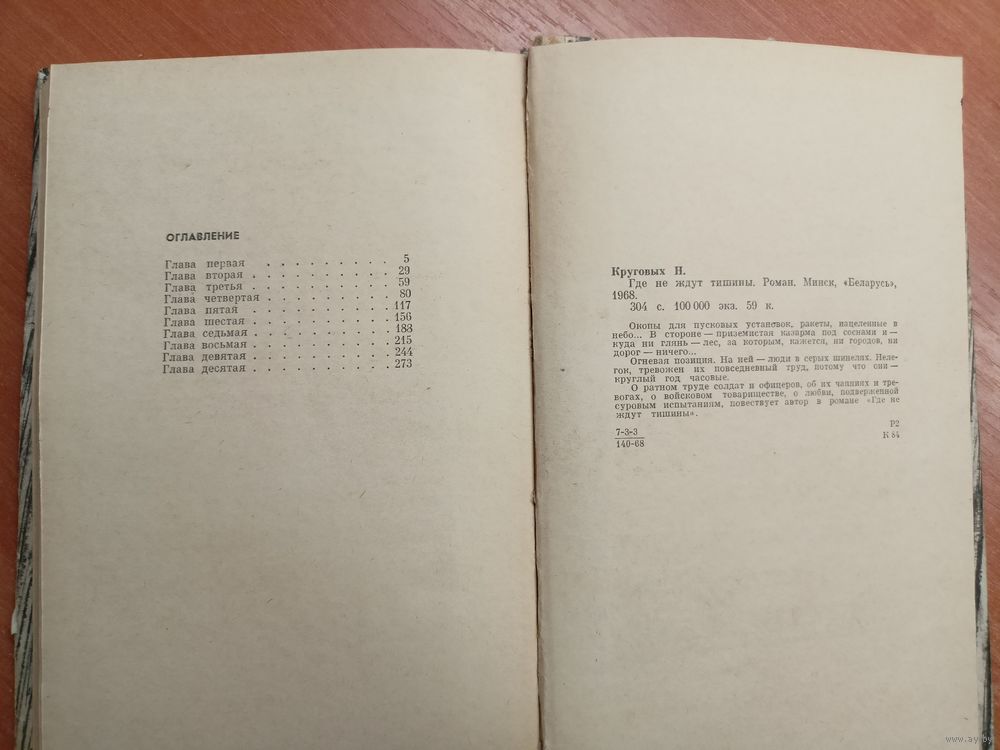 ОГЛАВЛЕНИЕ
Глава первая . . . . . . . . . . 5
Глава вторая . . . . . . . . . . 29
Глава третья . . . . . . . . . . 59
Глава четвертая . . . . . . . . . 80
Глава пятая . . . . . . . . . . 117
Глава шестая . . . . . . . . . . 156
Глава седьмая . . . . . . . . . . 183
Глава восьмая . . . . . . . . . . 215
Глава девятая . . . . . . . . . . 244
Глава десятая . . . . . . . . . . 273
Круговых И.
Где не ждут тишины. Роман. Минск, «Беларусь»,
1968.
304 с. 100 000 экз. 59 к.
Окопы для пусковых установок, ракеты, нацеленные в
небо... В стороне — приземистая казарма под соснами и —
куда ни глянь — лес, за которым, кажется, ни городов, ни
дорог — ничего...
Огневая позиция. На ней — люди в серых шинелях. Неле-
гок, тревожен их повседневный труд, потому что они —
круглый год часовые.
О ратном труде солдат и офицеров, об их чаяниях и тре-
вогах, о войсковом товариществе, о любви, подверженной
суровым испытаниям, повествует автор в романе «Где не
ждут тишины».
7-3-3
140-68
Р2
К 84
www.ay.by